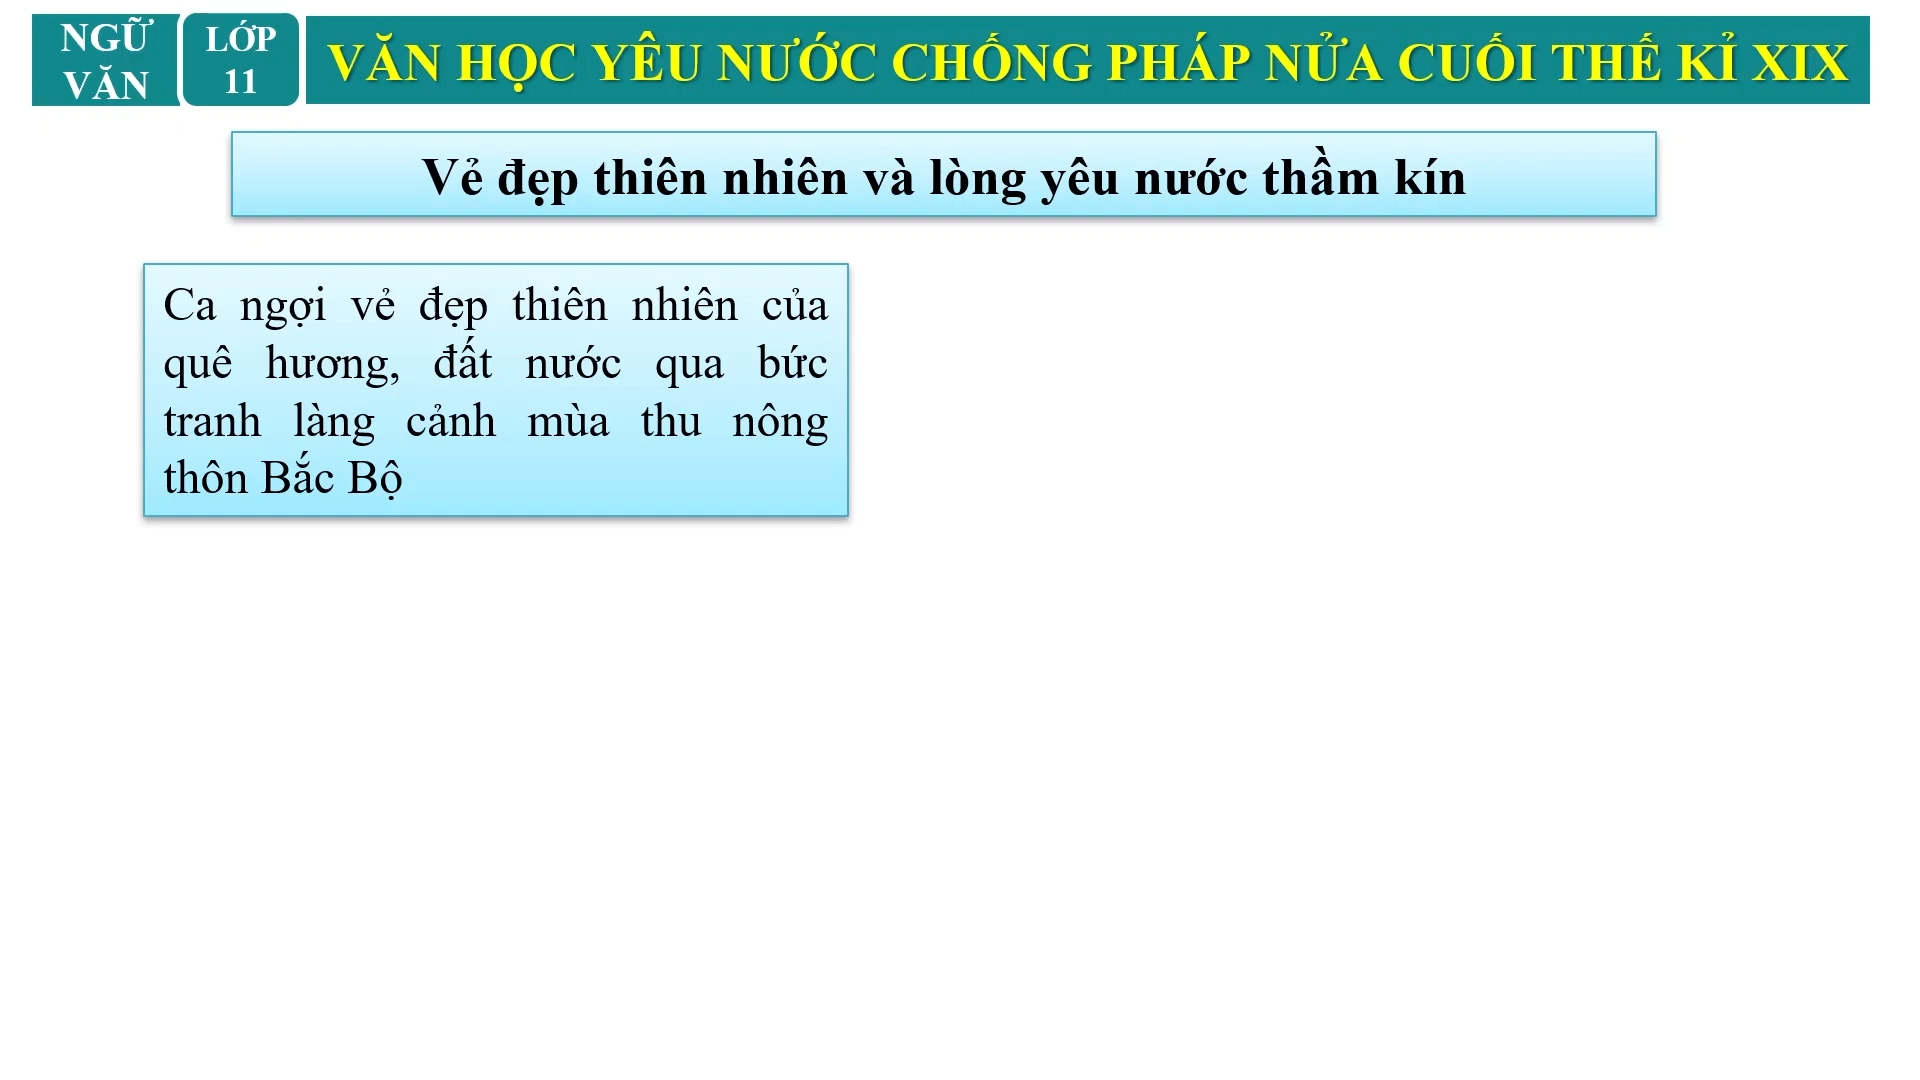 NGỮ
VĂN
LỚP
11
VĂN HỌC YÊU NƯỚC CHỐNG PHÁP NỬA CUỐI THẾ KỈ XIX
Vẻ đẹp thiên nhiên và lòng yêu nước thầm kín
Ca ngợi vẻ đẹp thiên nhiên của
quê hương, đất nước qua bức
tranh làng cảnh mùa thu nông
thôn Bắc Bộ